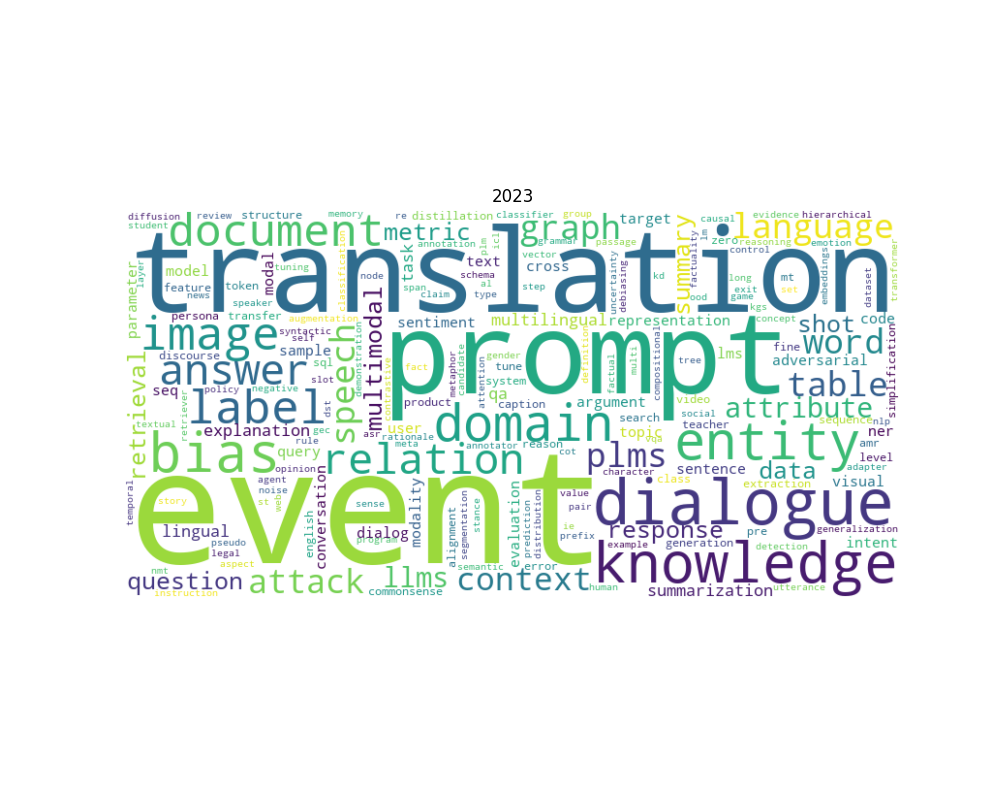 2023
diffusion review structure memory re distillation classifier group target causal evidence hierarchical
student document metric graph summary zero lm language
translation
parameter layer model feature news token tuning modal classification node task annotation span claim text schema al type plm icl grammar vector step cross passage uncertainty debiasing kd ood factuality long exit reasoning control game kgs emotion mt set embeddings dataset transformer
persona speaker transfer augmentation sentiment multilingual representation concept shot code
image syntactic self sample discourse prompt word fine adversarial simplification
retrieval answer sql slot speech multimodal demonstration contrastive fact metaphor candidate gender attention system tune qa definition factual multi compositional tree lms table
seq policy negative label dst product caption argument search video social teacher attribute sequence nlp
textual retriever explanation gec user asr domain topic vqa ner
bias rule query relation rationale meta annotator reason cot plms entity amr level
opinion agent noise web character class sentence extraction data adapter visual
temporal story st event sense conversation modality value pair dialogue
lingual pseudo legal english program dialog alignment segmentation stance evaluation prediction distribution ie prefix response example generation pre detection generalization intent
nmt aspect semantic error knowledge
question instruction attack commonsense llms context human summarization utterance